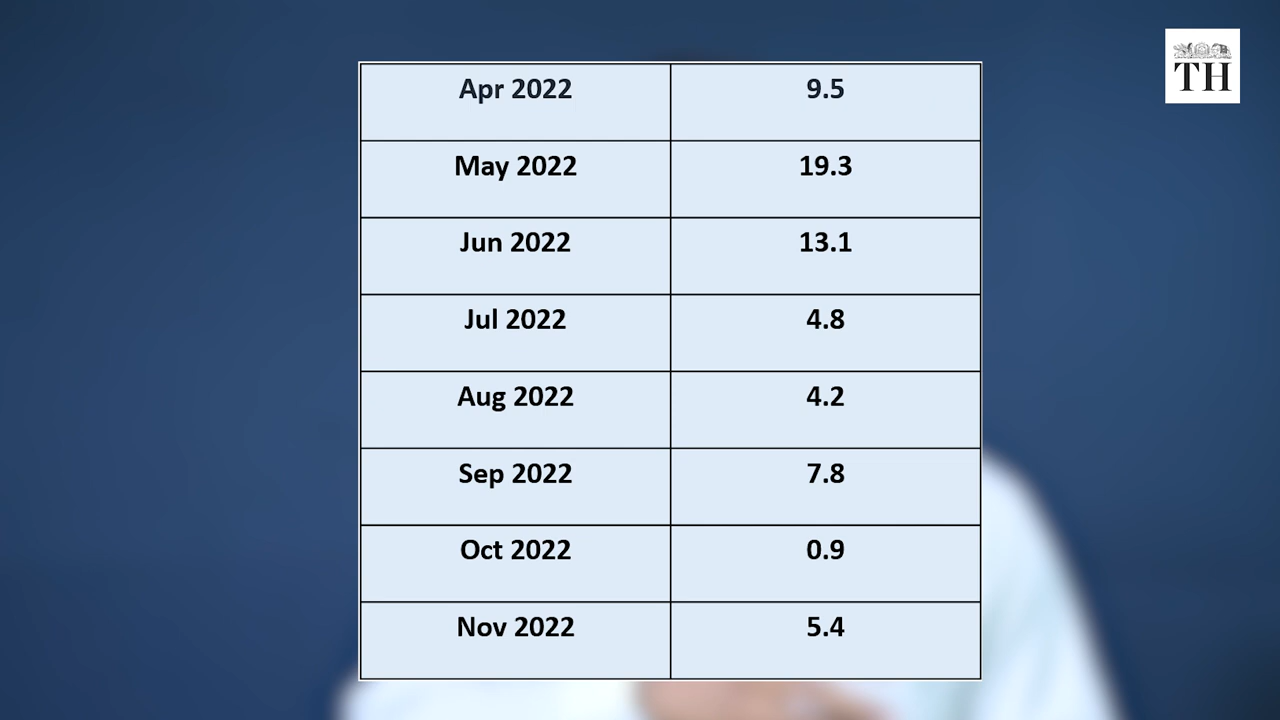 TH
Apr 2022 9.5
May 2022 19.3
Jun 2022 13.1
Jul 2022 4.8
Aug 2022 4.2
Sep 2022 7.8
Oct 2022 0.9
Nov 2022 5.4